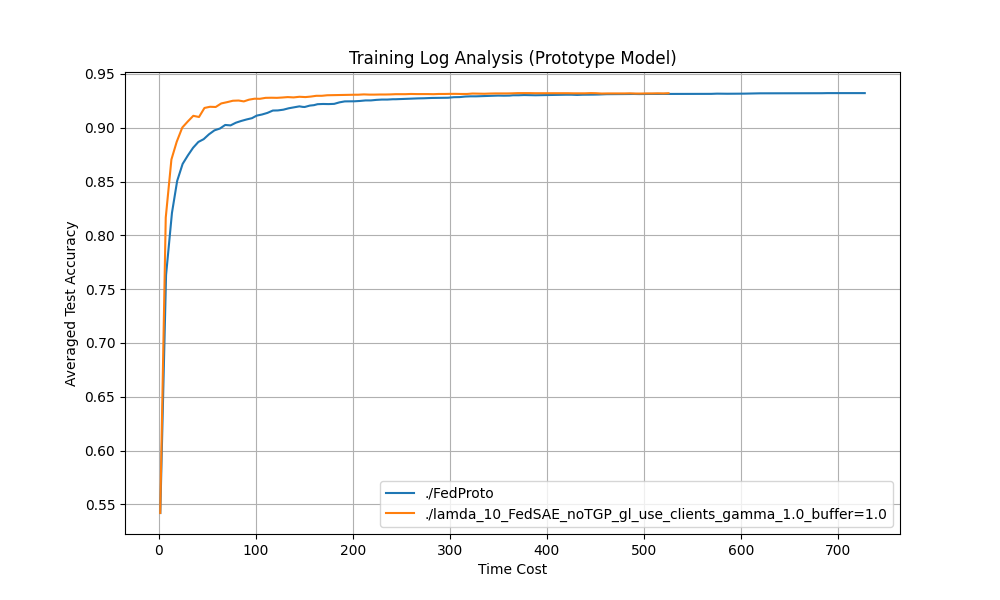 Training Log Analysis (Prototype Model)
Averaged Test Accuracy
0.95
0.90
0.85
0.80
0.75
0.70
0.65
0.60
0.55
./FedProto
./lamda_10_FedSAE_noTGP_gl_use_clients_gamma_1.0_buffer=1.0
0 100 200 300 400 500 600 700
Time Cost